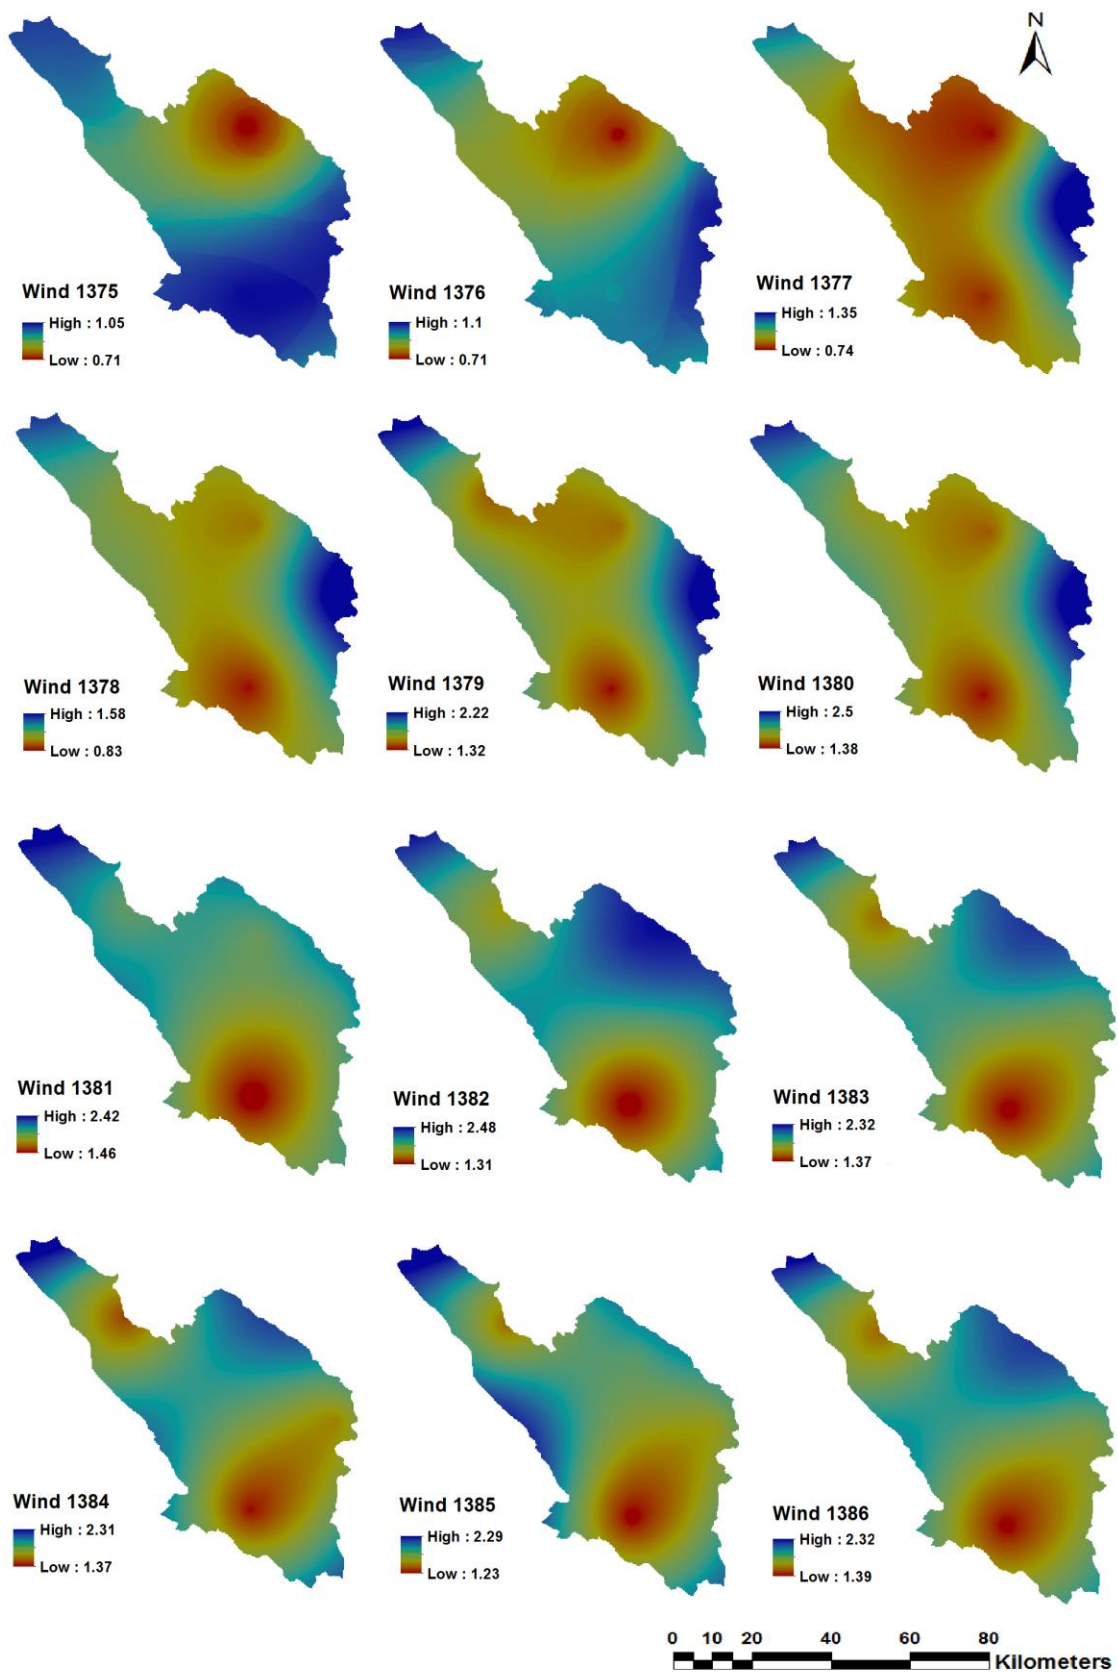 N
Wind 1375
High : 1.05
Low : 0.71
Wind 1376
High : 1.1
Low : 0.71
Wind 1377
High : 1.35
Low : 0.74
Wind 1378
High : 1.58
Low : 0.83
Wind 1379
High : 2.22
Low : 1.32
Wind 1380
High : 2.5
Low : 1.38
Wind 1381
High : 2.42
Low : 1.46
Wind 1382
High : 2.48
Low : 1.31
Wind 1383
High : 2.32
Low : 1.37
Wind 1384
High : 2.31
Low : 1.37
Wind 1385
High : 2.29
Low : 1.23
Wind 1386
High : 2.32
Low : 1.39
0 10 20 40 60 80
Kilometers